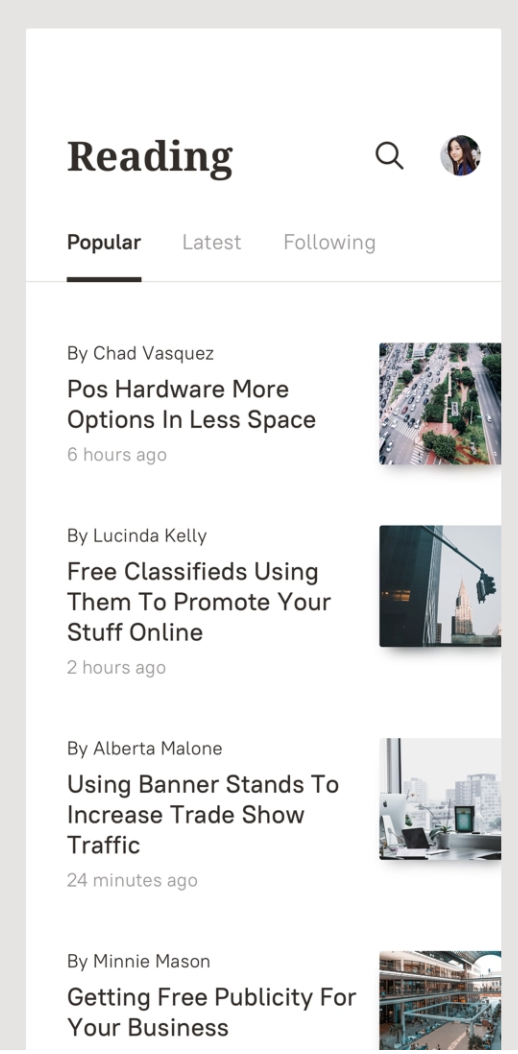 Reading
Popular Latest Following
By Chad Vasquez
Pos Hardware More
Options In Less Space
6 hours ago
By Lucinda Kelly
Free Classifieds Using
Them To Promote Your
Stuff Online
2 hours ago
By Alberta Malone
Using Banner Stands To
Increase Trade Show
Traffic
24 minutes ago
By Minnie Mason
Getting Free Publicity For
Your Business